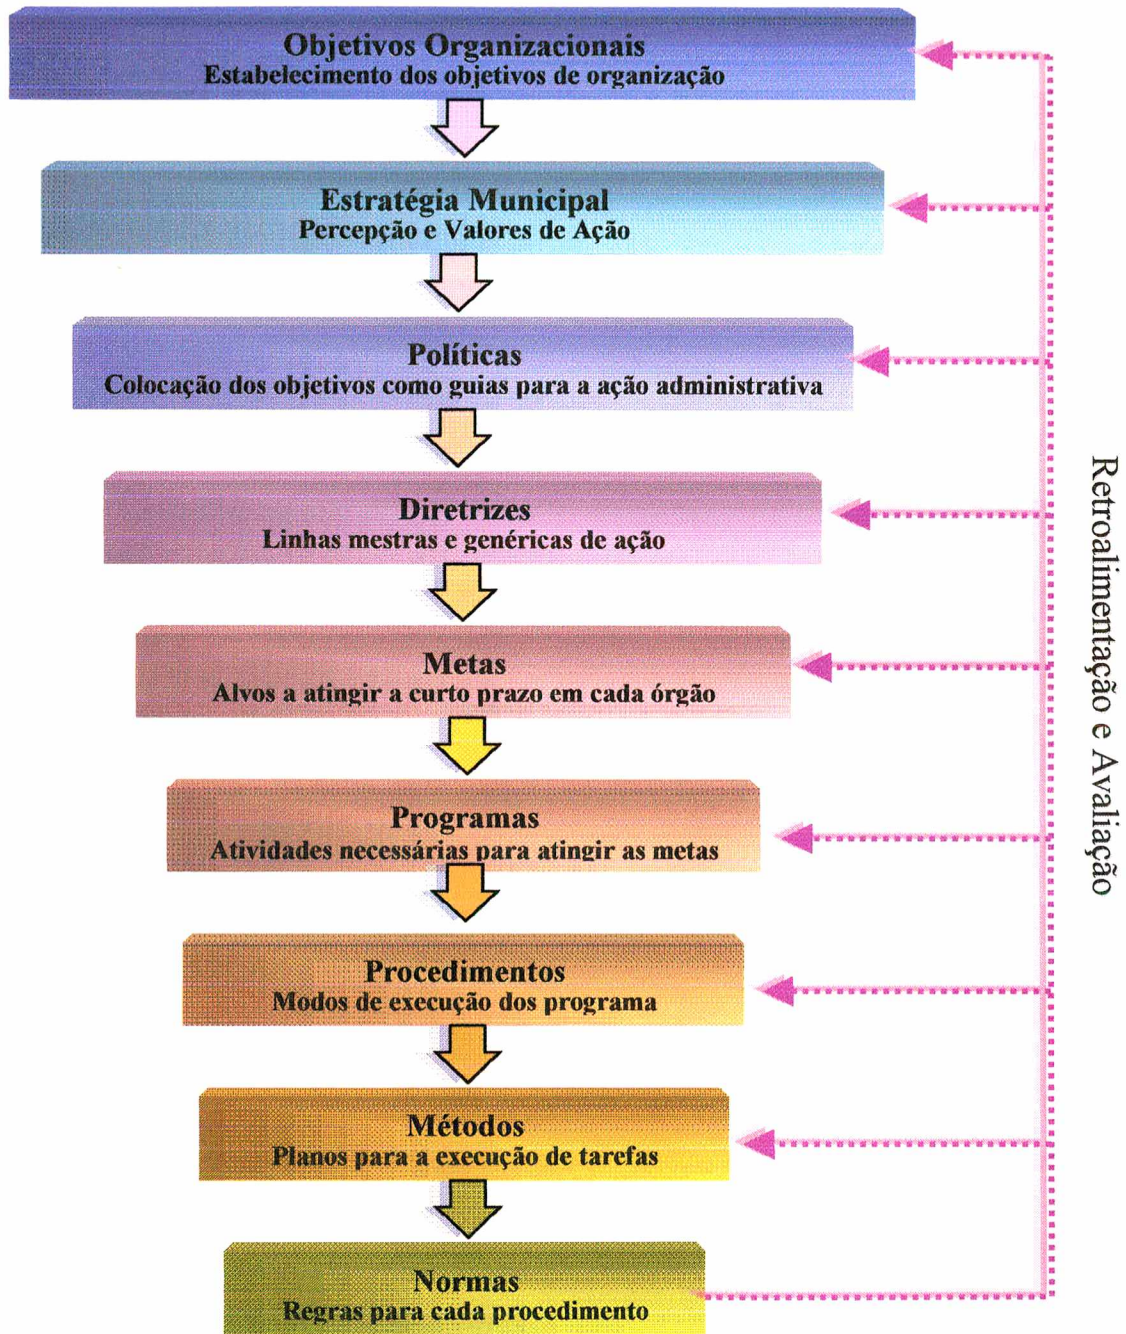 Objetivos Organizacionais
Estabelecimento dos objetivos de organização
Estratégia Municipal
Percepção e Valores de Ação
Políticas
Colocação dos objetivos como guias para a ação administrativa
Diretrizes
Linhas mestras e genéricas de ação
Metas
Alvos a atingir a curto prazo em cada órgão
Programas
Atividades necessárias para atingir as metas
Procedimentos
Modos de execução dos programa
Métodos
Planos para a execução de tarefas
Normas
Regras para cada procedimento
Retroalimentação e Avaliação